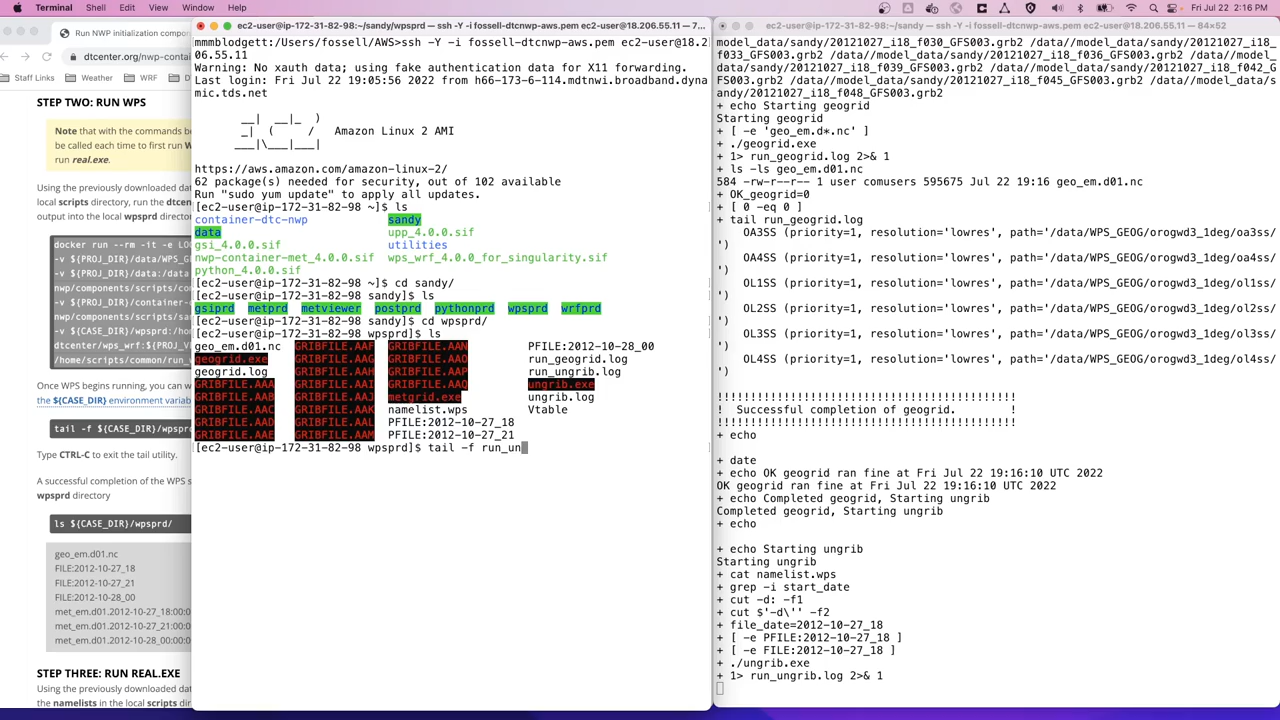 Terminal Shell Edit View Window Help
Fri Jul 22 2:16 PM
Run NWP initialization compo
dtcenter.org/nwp-contai
Staff Links Weather WRF
STEP TWO: RUN WPS
Note that with the commands be
be called each time to first run W
run real.exe.
Using the previously downloaded dat
local scripts directory, run the dtcen
output into the local wpsprd director
docker run --rm -it -e LO
-v ${PROJ_DIR}/data/WPS_G
-v ${PROJ_DIR}/data:/data
nwp/components/scripts/com
-v ${PROJ_DIR}/container-
nwp/components/scripts/san
-v ${CASE_DIR}/wpsprd:/hom
dtcenter/wps_wrf:${PROJ_V
/home/scripts/common/run_w
Once WPS begins running, you can w
the ${CASE_DIR} environment variab
tail -f ${CASE_DIR}/wpspr
Type CTRL-C to exit the tail utility.
A successful completion of the WPS s
wpsprd directory
ls ${CASE_DIR}/wpsprd/
geo_em.d01.nc
FILE:2012-10-27_18
FILE:2012-10-27_21
FILE:2012-10-28_00
met_em.d01.2012-10-27_18:00:0
met_em.d01.2012-10-27_21:00:0
met_em.d01.2012-10-28_00:00:0
STEP THREE: RUN REAL.EXE
Using the previously downloaded dat
the namelists in the local scripts dir
ec2-user@ip-172-31-82-98:~/sandy/wpsprd — ssh -Y -i fossell-dtcnwp-aws.pem ec2-user@18.206.55.11 — 7...
mmmblodgett:/Users/fossell/AWS>ssh -Y -i fossell-dtcnwp-aws.pem ec2-user@18.2
06.55.11
Warning: No xauth data; using fake authentication data for X11 forwarding.
Last login: Fri Jul 22 19:05:56 2022 from h66-173-6-114.mdtnwi.broadband.dyna
mic.tds.net
__| __|_ )
_| ( / Amazon Linux 2 AMI
___|\___|___|
https://aws.amazon.com/amazon-linux-2/
62 package(s) needed for security, out of 102 available
Run "sudo yum update" to apply all updates.
[ec2-user@ip-172-31-82-98 ~]$ ls
container-dtc-nwp sandy
data upp_4.0.0.sif
gsi_4.0.0.sif utilities
nwp-container-met_4.0.0.sif wps_wrf_4.0.0_for_singularity.sif
python_4.0.0.sif
[ec2-user@ip-172-31-82-98 ~]$ cd sandy/
[ec2-user@ip-172-31-82-98 sandy]$ ls
gsiprd metprd metviewer postprd pythonprd wpsprd wrfprd
[ec2-user@ip-172-31-82-98 sandy]$ cd wpsprd/
[ec2-user@ip-172-31-82-98 wpsprd]$ ls
geo_em.d01.nc GRIBFILE.AAF GRIBFILE.AAN PFILE:2012-10-28_00
geogrid.exe GRIBFILE.AAG GRIBFILE.AAO run_geogrid.log
geogrid.log GRIBFILE.AAH GRIBFILE.AAP run_ungrib.log
GRIBFILE.AAA GRIBFILE.AAI GRIBFILE.AAQ ungrib.exe
GRIBFILE.AAB GRIBFILE.AAJ metgrid.exe ungrib.log
GRIBFILE.AAC GRIBFILE.AAK namelist.wps Vtable
GRIBFILE.AAD GRIBFILE.AAL PFILE:2012-10-27_18
GRIBFILE.AAE GRIBFILE.AAM PFILE:2012-10-27_21
[ec2-user@ip-172-31-82-98 wpsprd]$ tail -f run_un
ec2-user@ip-172-31-82-98:~/sandy — ssh -Y -i fossell-dtcnwp-aws.pem ec2-user@18.206.55.11 — 84×52
model_data/sandy/20121027_i18_f030_GFS003.grb2 /data//model_data/sandy/20121027_i18_
f033_GFS003.grb2 /data//model_data/sandy/20121027_i18_f036_GFS003.grb2 /data//model_
data/sandy/20121027_i18_f039_GFS003.grb2 /data//model_data/sandy/20121027_i18_f042_G
FS003.grb2 /data//model_data/sandy/20121027_i18_f045_GFS003.grb2 /data//model_data/s
andy/20121027_i18_f048_GFS003.grb2
+ echo Starting geogrid
Starting geogrid
+ [ -e 'geo_em.d*.nc' ]
+ ./geogrid.exe
+ 1> run_geogrid.log 2>& 1
+ ls -ls geo_em.d01.nc
584 -rw-r--r-- 1 user comusers 595675 Jul 22 19:16 geo_em.d01.nc
+ OK_geogrid=0
+ [ 0 -eq 0 ]
+ tail run_geogrid.log
OA3SS (priority=1, resolution='lowres', path='/data/WPS_GEOG/orogwd3_1deg/oa3ss/
')
OA4SS (priority=1, resolution='lowres', path='/data/WPS_GEOG/orogwd3_1deg/oa4ss/
')
OL1SS (priority=1, resolution='lowres', path='/data/WPS_GEOG/orogwd3_1deg/ol1ss/
')
OL2SS (priority=1, resolution='lowres', path='/data/WPS_GEOG/orogwd3_1deg/ol2ss/
')
OL3SS (priority=1, resolution='lowres', path='/data/WPS_GEOG/orogwd3_1deg/ol3ss/
')
OL4SS (priority=1, resolution='lowres', path='/data/WPS_GEOG/orogwd3_1deg/ol4ss/
')
!!!!!!!!!!!!!!!!!!!!!!!!!!!!!!!!!!!!!!!!!!!!!!!
! Successful completion of geogrid. !
!!!!!!!!!!!!!!!!!!!!!!!!!!!!!!!!!!!!!!!!!!!!!!!
+ echo
+ date
+ echo OK geogrid ran fine at Fri Jul 22 19:16:10 UTC 2022
OK geogrid ran fine at Fri Jul 22 19:16:10 UTC 2022
+ echo Completed geogrid, Starting ungrib
Completed geogrid, Starting ungrib
+ echo
+ echo Starting ungrib
Starting ungrib
+ cat namelist.wps
+ grep -i start_date
+ cut -d: -f1
+ cut $'-d\'' -f2
+ file_date=2012-10-27_18
+ [ -e PFILE:2012-10-27_18 ]
+ [ -e FILE:2012-10-27_18 ]
+ ./ungrib.exe
+ 1> run_ungrib.log 2>& 1